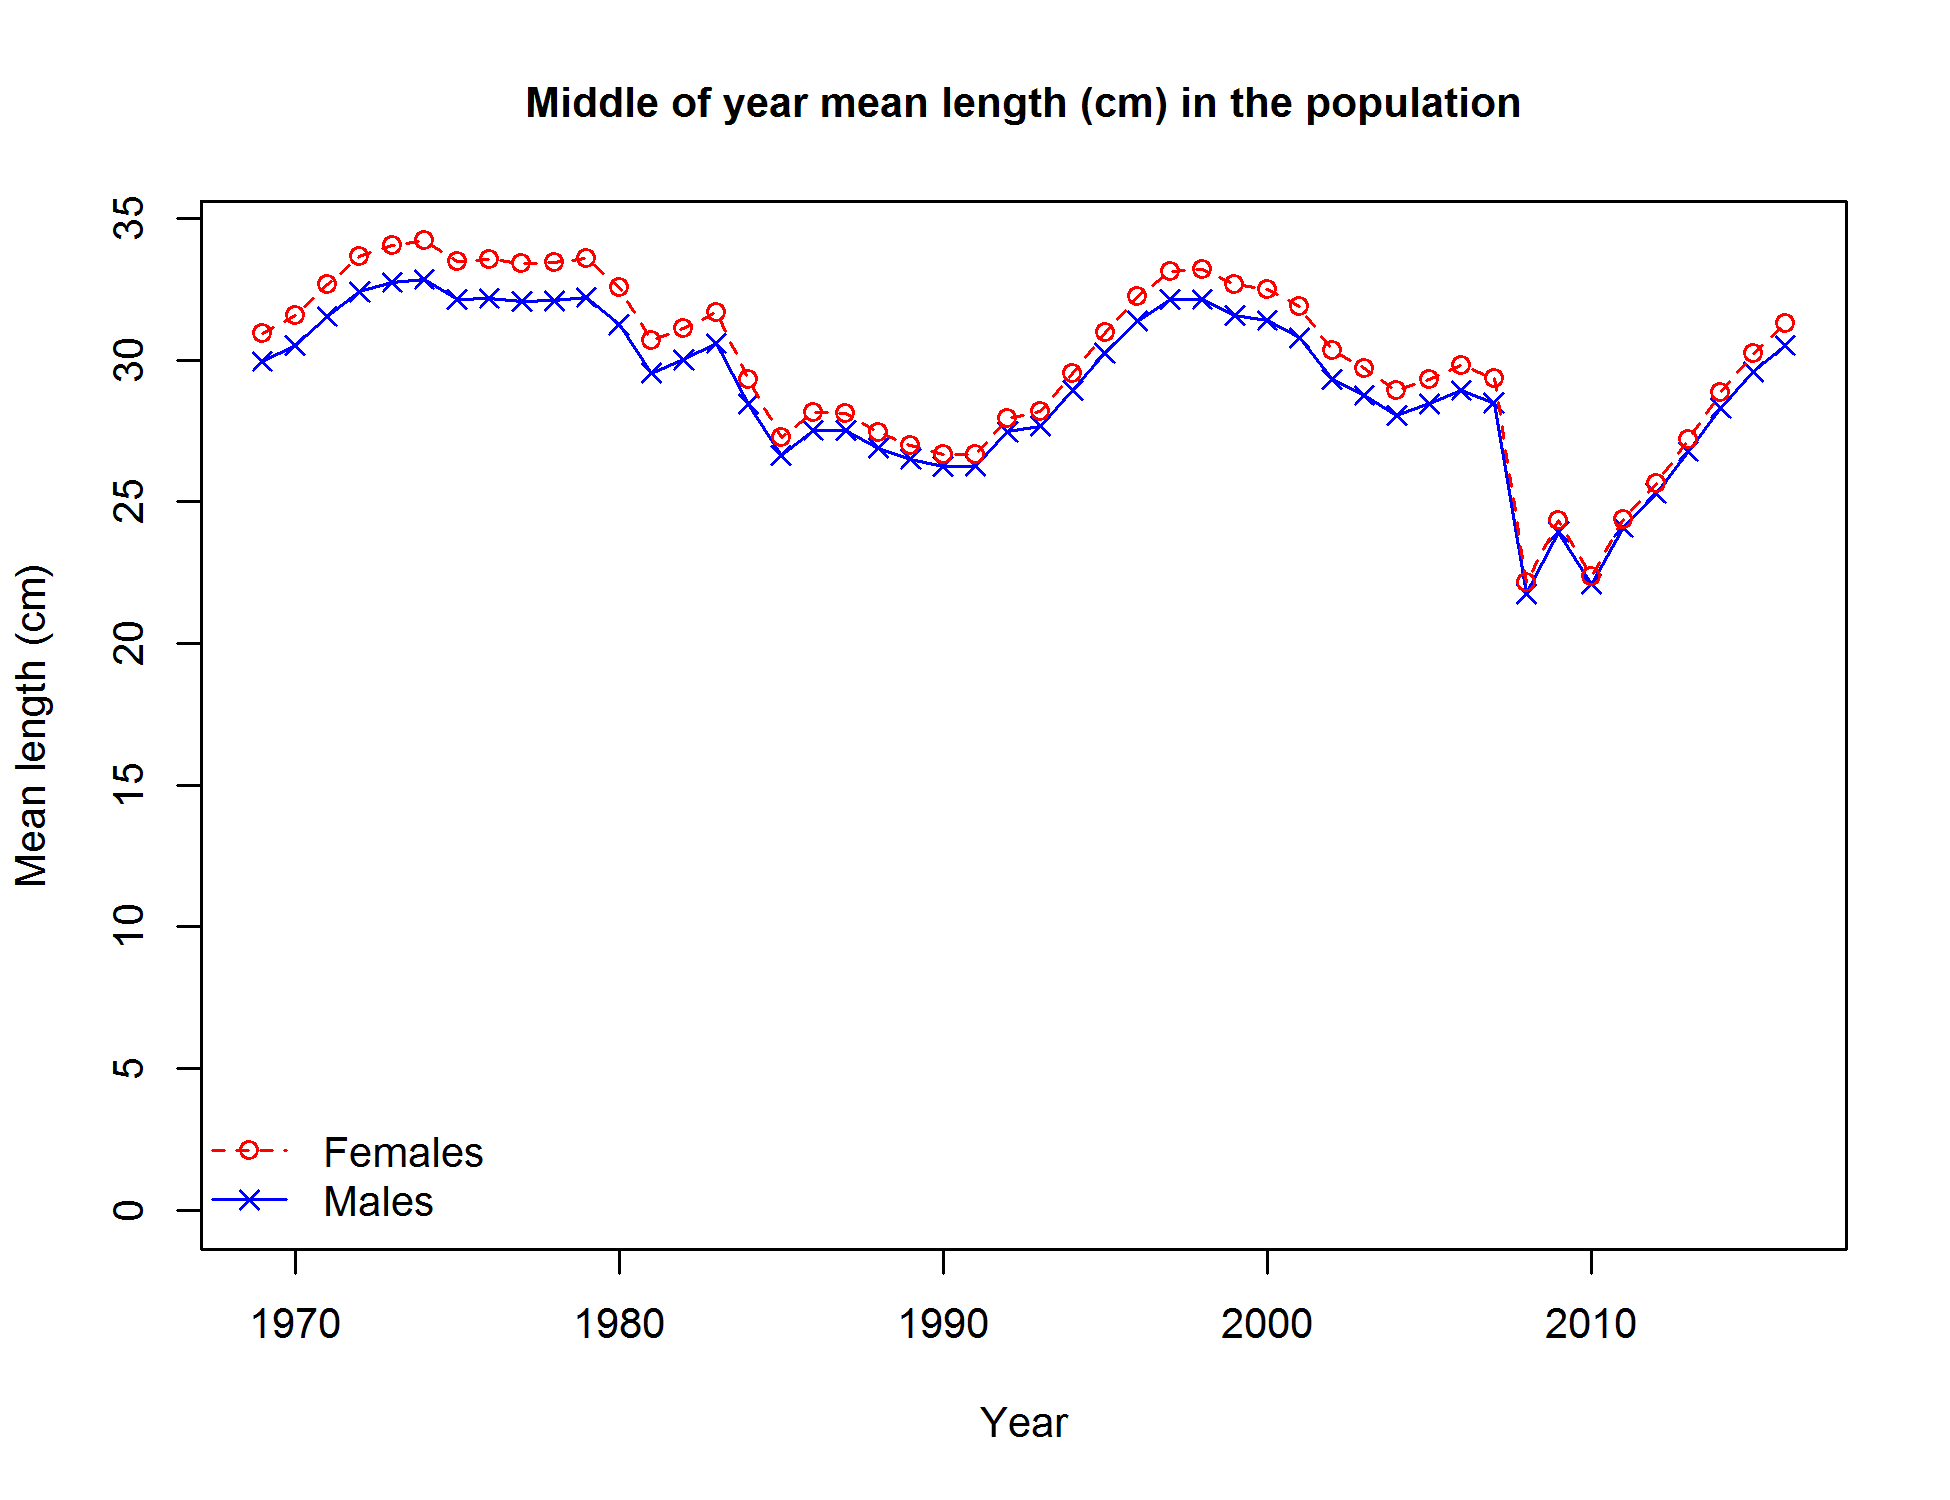 Middle of year mean length (cm) in the population
35
30
25
20
15
10
5
0
Mean length (cm)
Females
Males
1970 1980 1990 2000 2010
Year